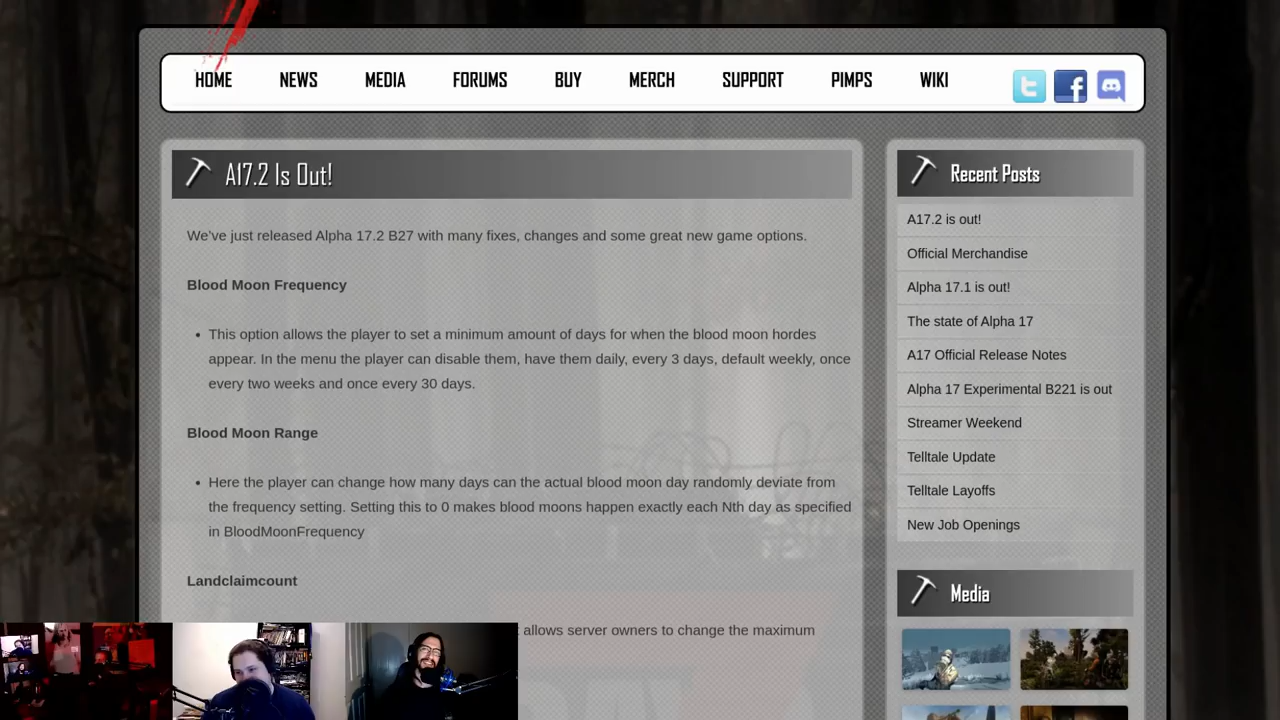 HOME NEWS MEDIA FORUMS BUY MERCH SUPPORT PIMPS WIKI
A17.2 Is Out!
We've just released Alpha 17.2 B27 with many fixes, changes and some great new game options.
Blood Moon Frequency
• This option allows the player to set a minimum amount of days for when the blood moon hordes
appear. In the menu the player can disable them, have them daily, every 3 days, default weekly, once
every two weeks and once every 30 days.
Blood Moon Range
• Here the player can change how many days can the actual blood moon day randomly deviate from
the frequency setting. Setting this to 0 makes blood moons happen exactly each Nth day as specified
in BloodMoonFrequency
Landclaimcount
allows server owners to change the maximum
Recent Posts
A17.2 is out!
Official Merchandise
Alpha 17.1 is out!
The state of Alpha 17
A17 Official Release Notes
Alpha 17 Experimental B221 is out
Streamer Weekend
Telltale Update
Telltale Layoffs
New Job Openings
Media